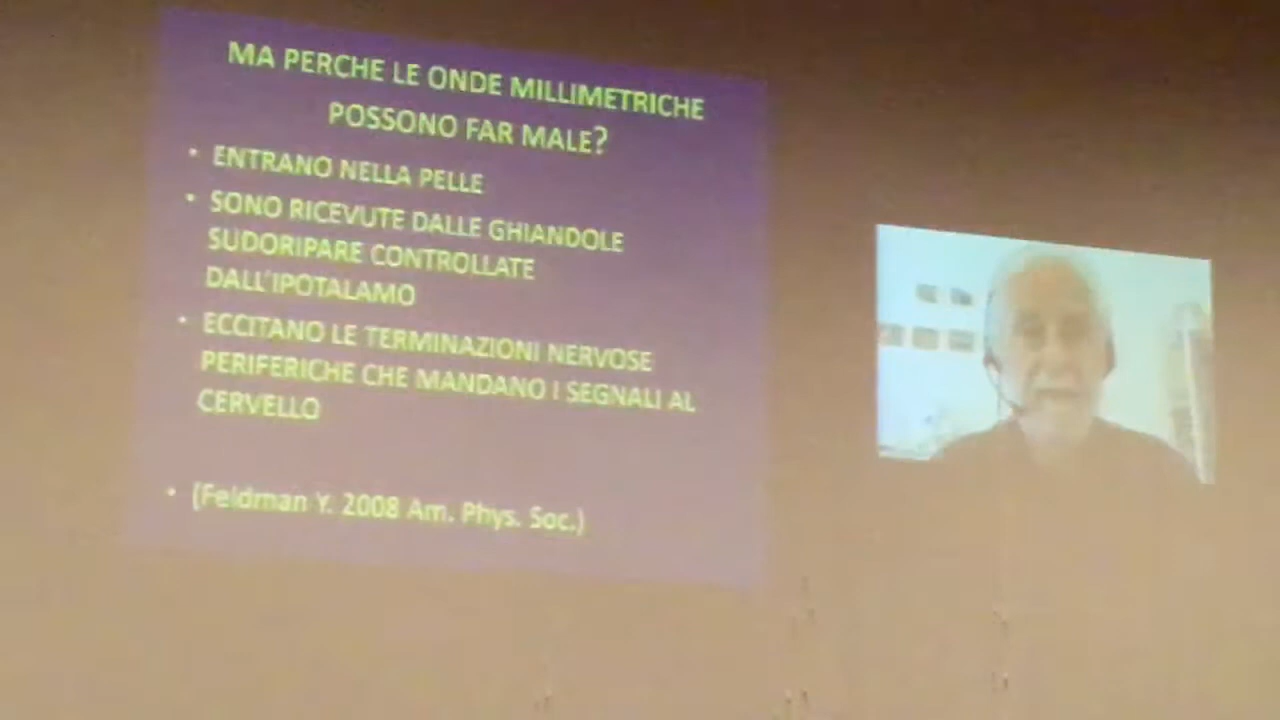 MA PERCHE LE ONDE MILLIMETRICHE
POSSONO FAR MALE?
• ENTRANO NELLA PELLE
• SONO RICEVUTE DALLE GHIANDOLE
SUDORIPARE CONTROLLATE
DALL'IPOTALAMO
• ECCITANO LE TERMINAZIONI NERVOSE
PERIFERICHE CHE MANDANO I SEGNALI AL
CERVELLO
• (Feldman Y. 2008 Am. Phys. Soc.)